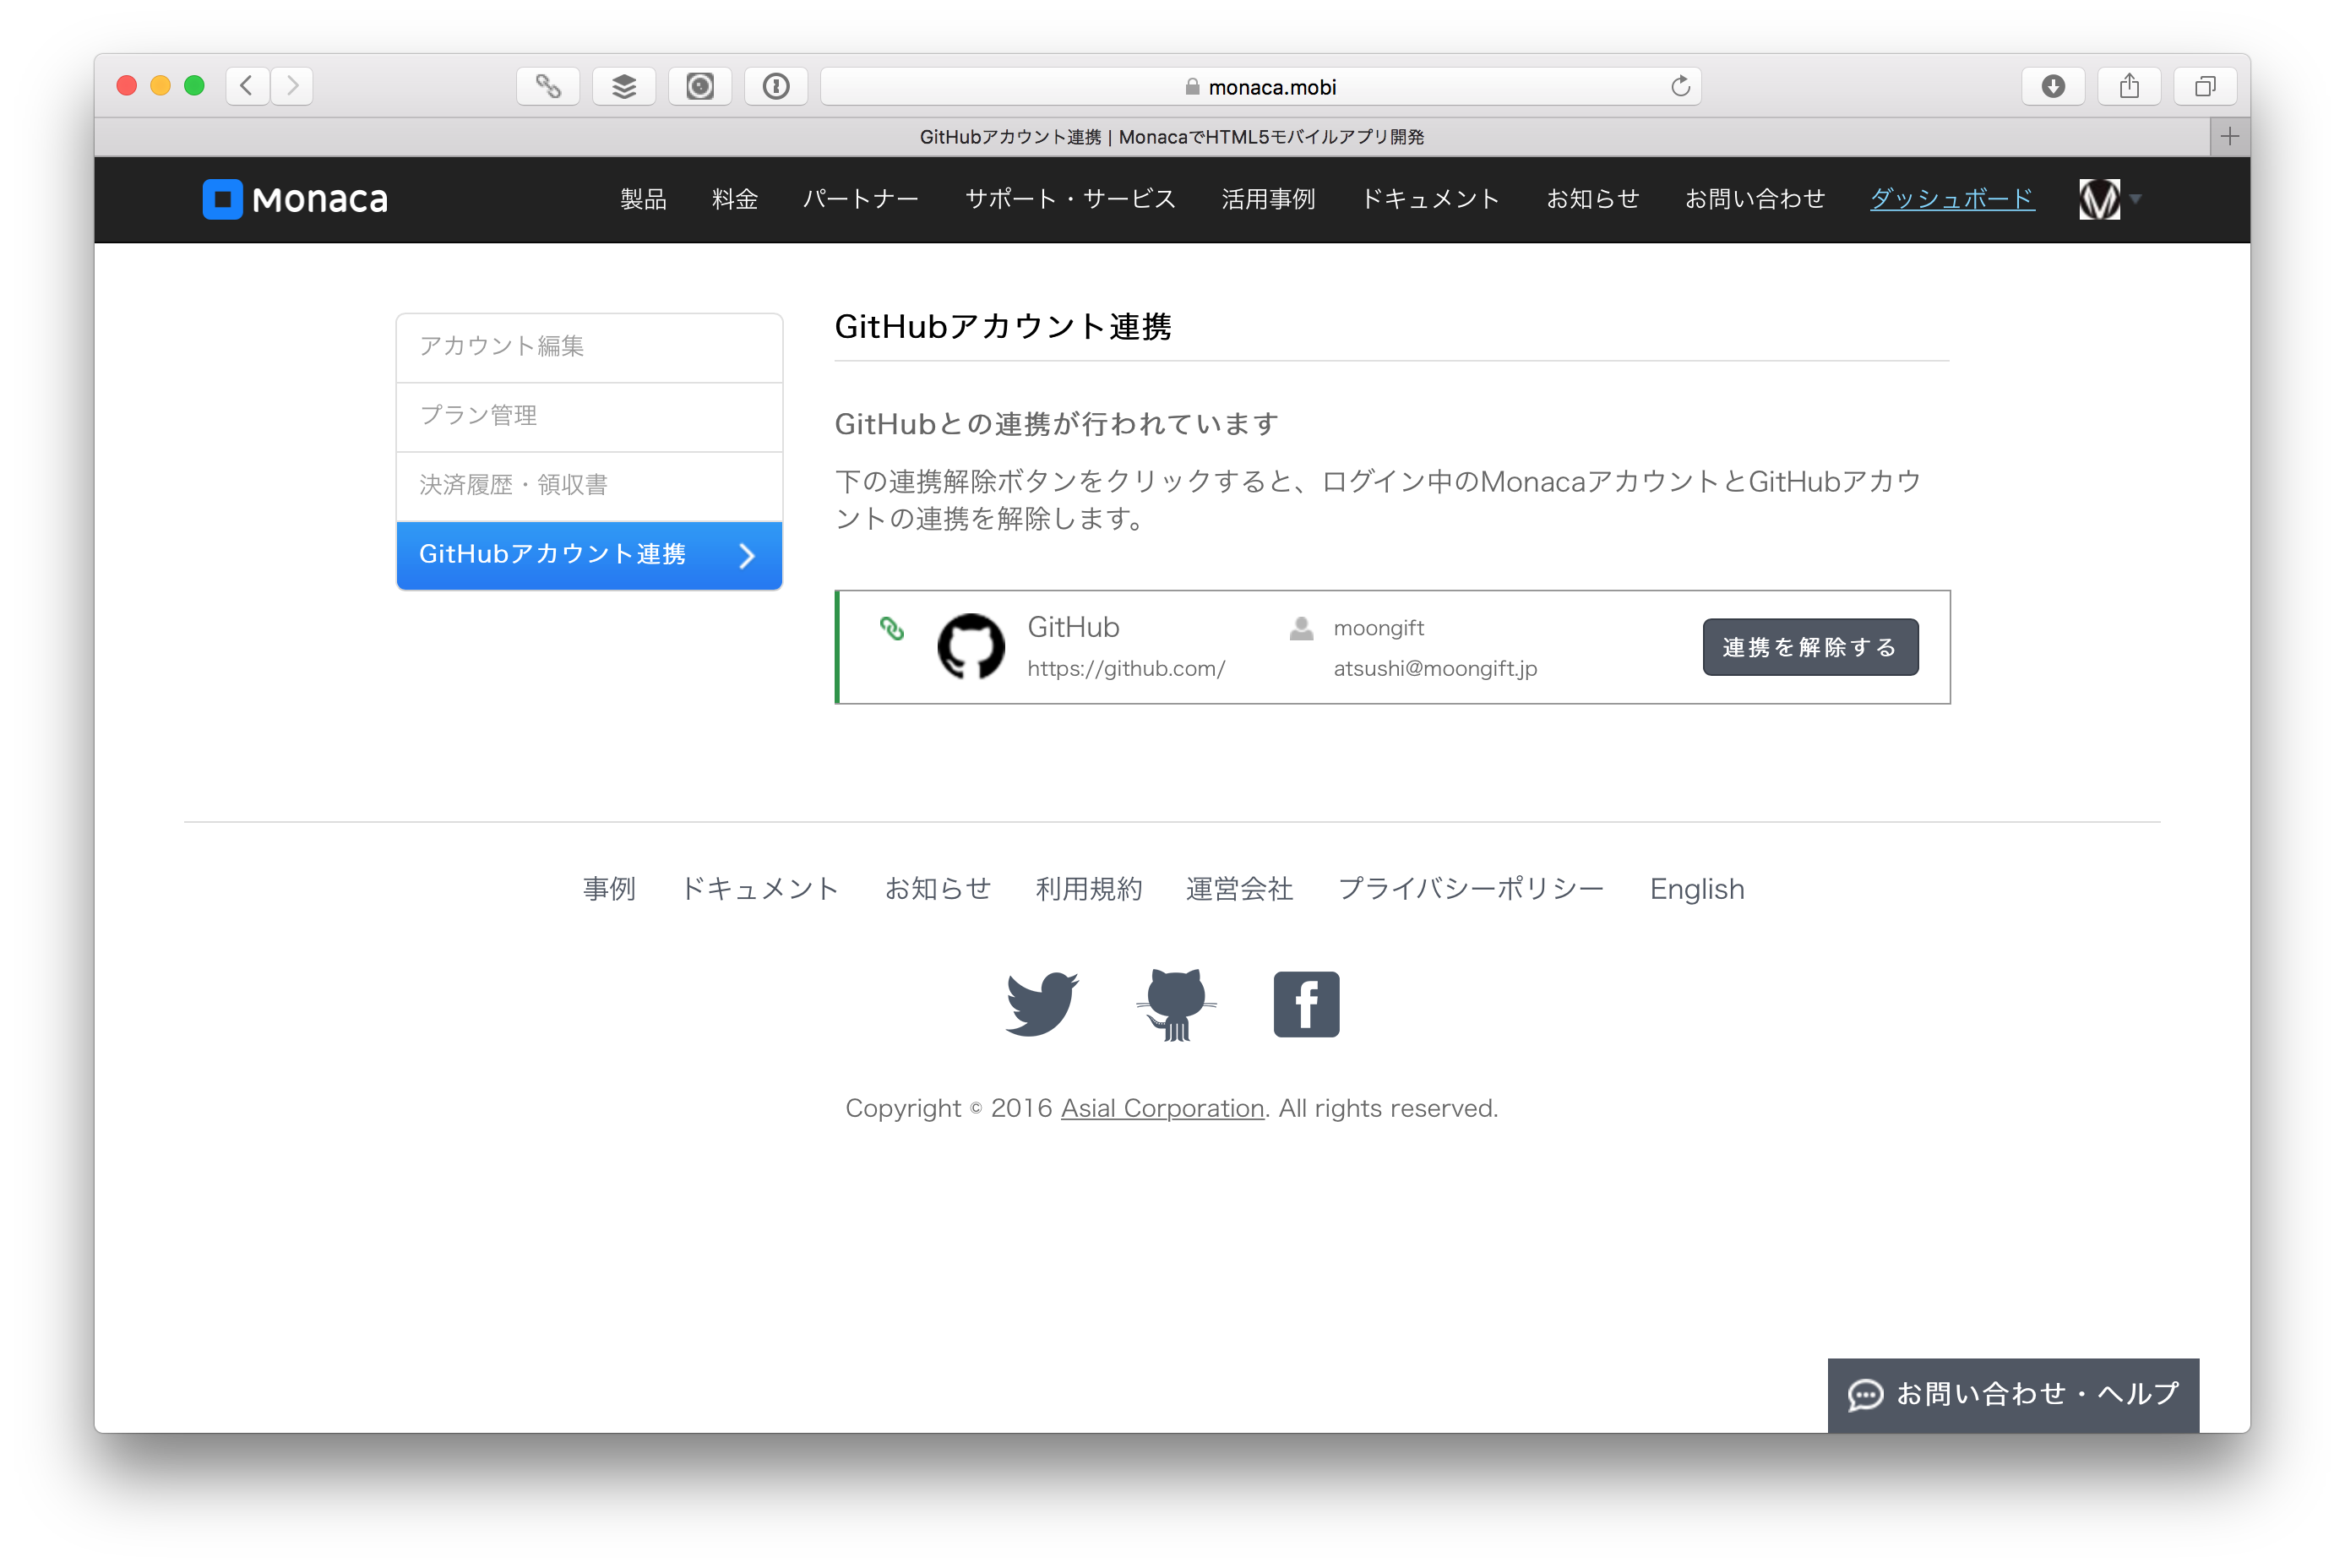 monaca.mobi
GitHubアカウント連携 | MonacaでHTML5モバイルアプリ開発
Monaca
製品 料金 パートナー サポート・サービス 活用事例 ドキュメント お知らせ お問い合わせ ダッシュボード
アカウント編集
プラン管理
決済履歴・領収書
GitHubアカウント連携
GitHubアカウント連携
GitHubとの連携が行われています
下の連携解除ボタンをクリックすると、ログイン中のMonacaアカウントとGitHubアカウ
ントの連携を解除します。
GitHub
https://github.com/
moongift
atsushi@moongift.jp
連携を解除する
事例 ドキュメント お知らせ 利用規約 運営会社 プライバシーポリシー English
Copyright © 2016 Asial Corporation. All rights reserved.
お問い合わせ・ヘルプ